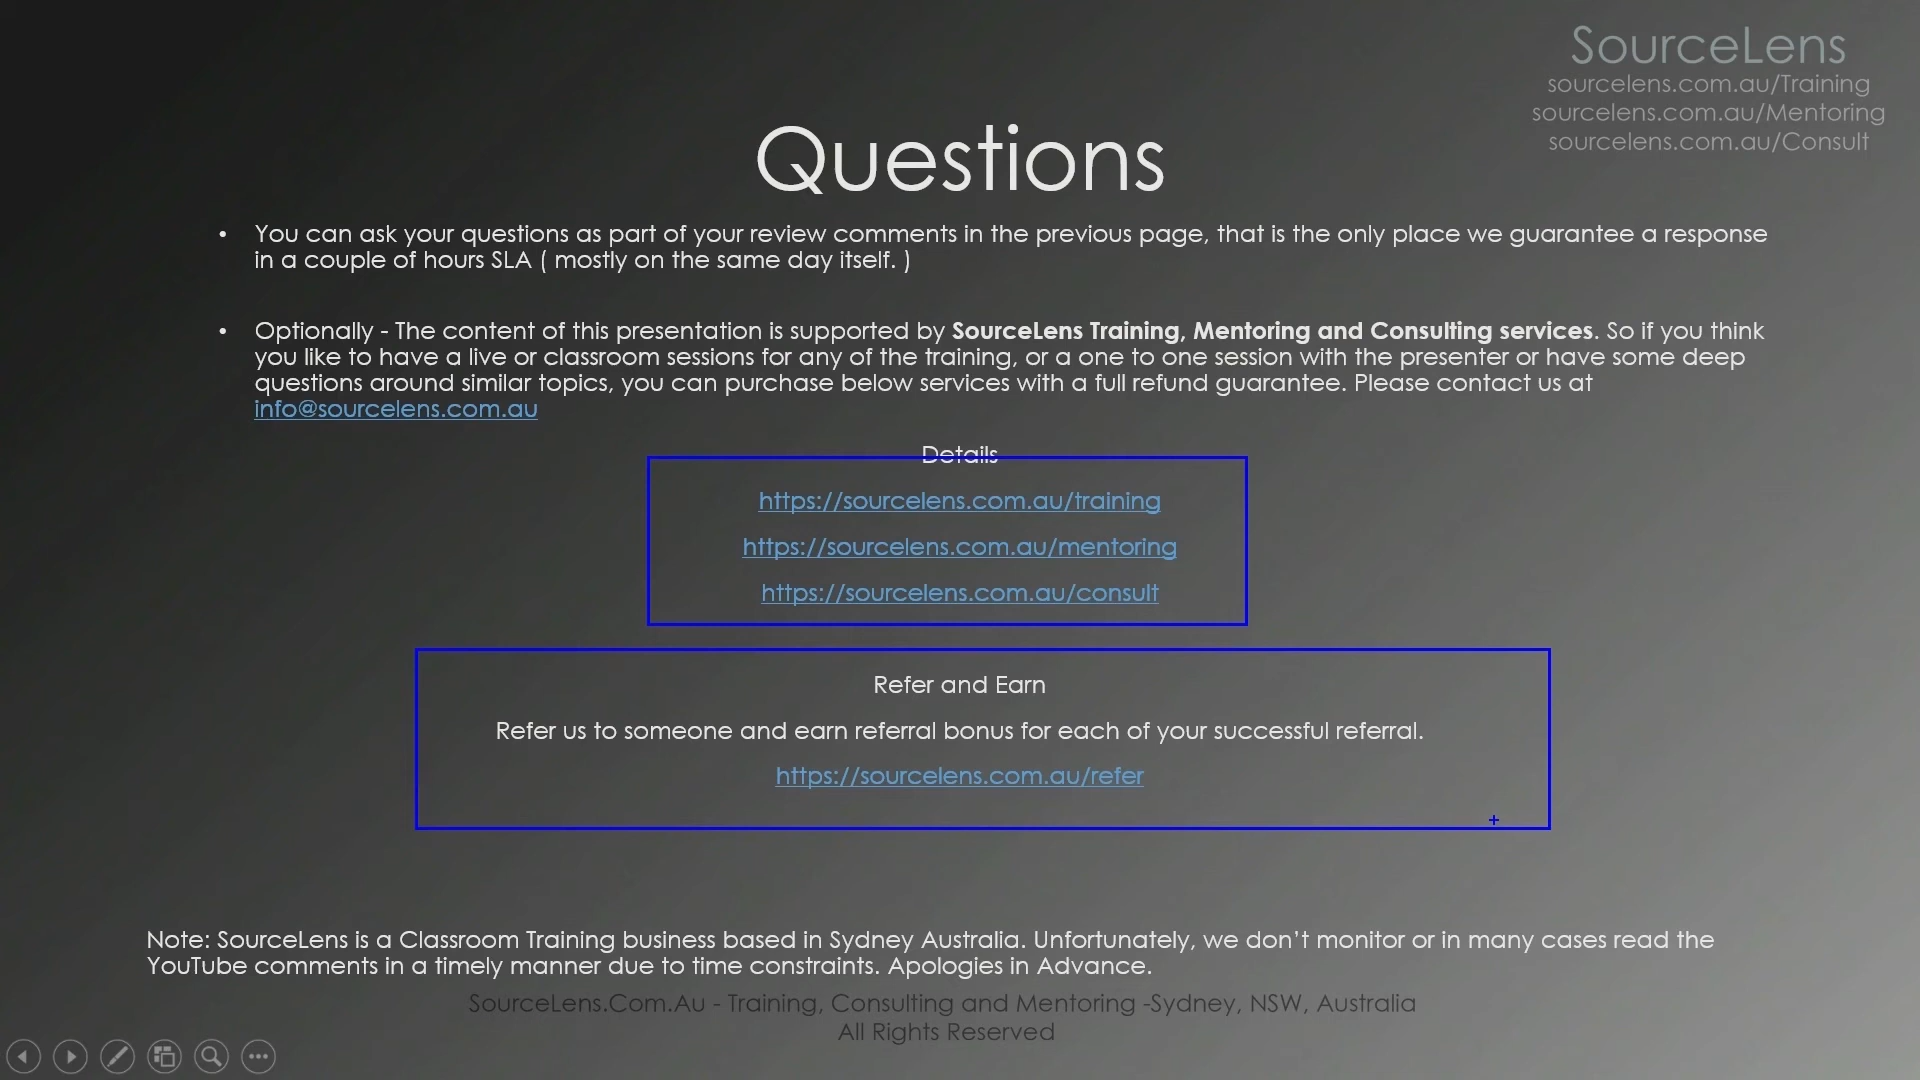 SourceLens
sourcelens.com.au/Training
sourcelens.com.au/Mentoring
sourcelens.com.au/Consult
Questions
• You can ask your questions as part of your review comments in the previous page, that is the only place we guarantee a response
in a couple of hours SLA ( mostly on the same day itself. )
• Optionally - The content of this presentation is supported by SourceLens Training, Mentoring and Consulting services. So if you think
you like to have a live or classroom sessions for any of the training, or a one to one session with the presenter or have some deep
questions around similar topics, you can purchase below services with a full refund guarantee. Please contact us at
info@sourcelens.com.au
Details
https://sourcelens.com.au/training
https://sourcelens.com.au/mentoring
https://sourcelens.com.au/consult
Refer and Earn
Refer us to someone and earn referral bonus for each of your successful referral.
https://sourcelens.com.au/refer
Note: SourceLens is a Classroom Training business based in Sydney Australia. Unfortunately, we don’t monitor or in many cases read the
YouTube comments in a timely manner due to time constraints. Apologies in Advance.
SourceLens.Com.Au - Training, Consulting and Mentoring -Sydney, NSW, Australia
All Rights Reserved